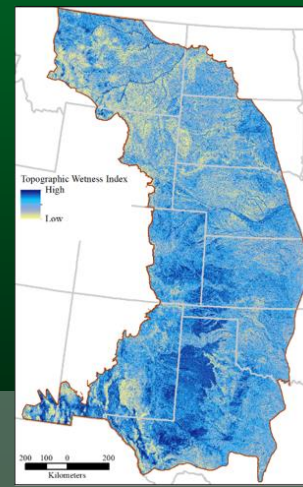 Topographic Wetness Index
High
Low
200 100 0 200
Kilometers